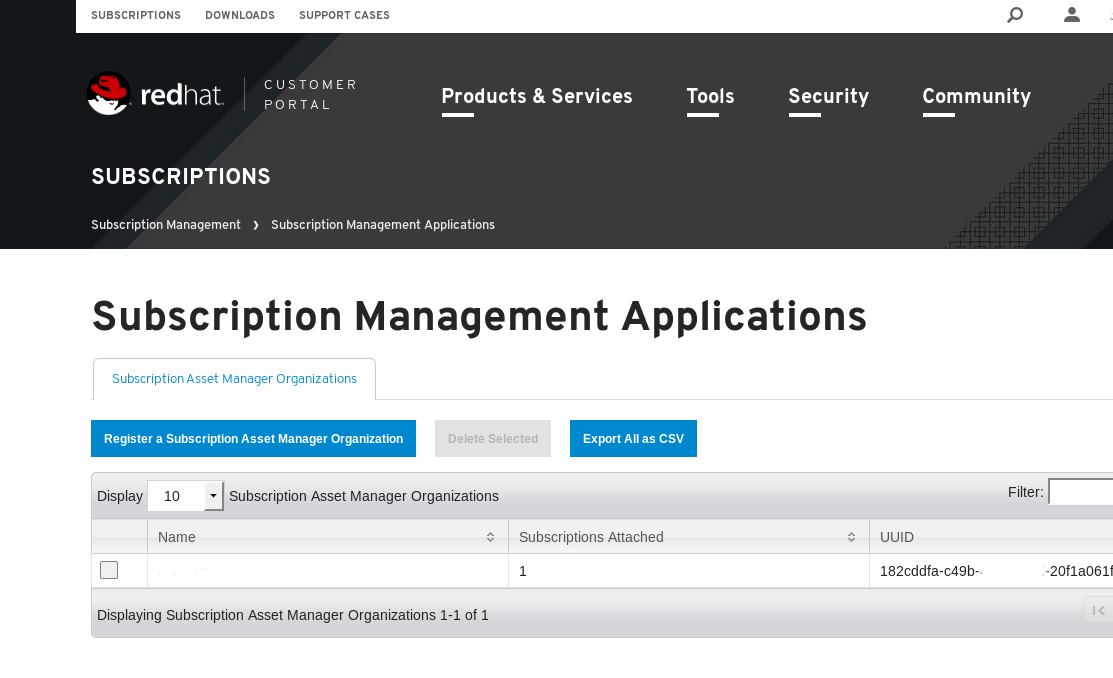 SUBSCRIPTIONS DOWNLOADS SUPPORT CASES
redhat. CUSTOMER PORTAL
Products & Services Tools Security Community
SUBSCRIPTIONS
Subscription Management ❯ Subscription Management Applications
Subscription Management Applications
Subscription Asset Manager Organizations
Register a Subscription Asset Manager Organization Delete Selected Export All as CSV
Display 10 Subscription Asset Manager Organizations Filter:
Name Subscriptions Attached UUID
1 182cddfa-c49b- -20f1a061f
Displaying Subscription Asset Manager Organizations 1-1 of 1